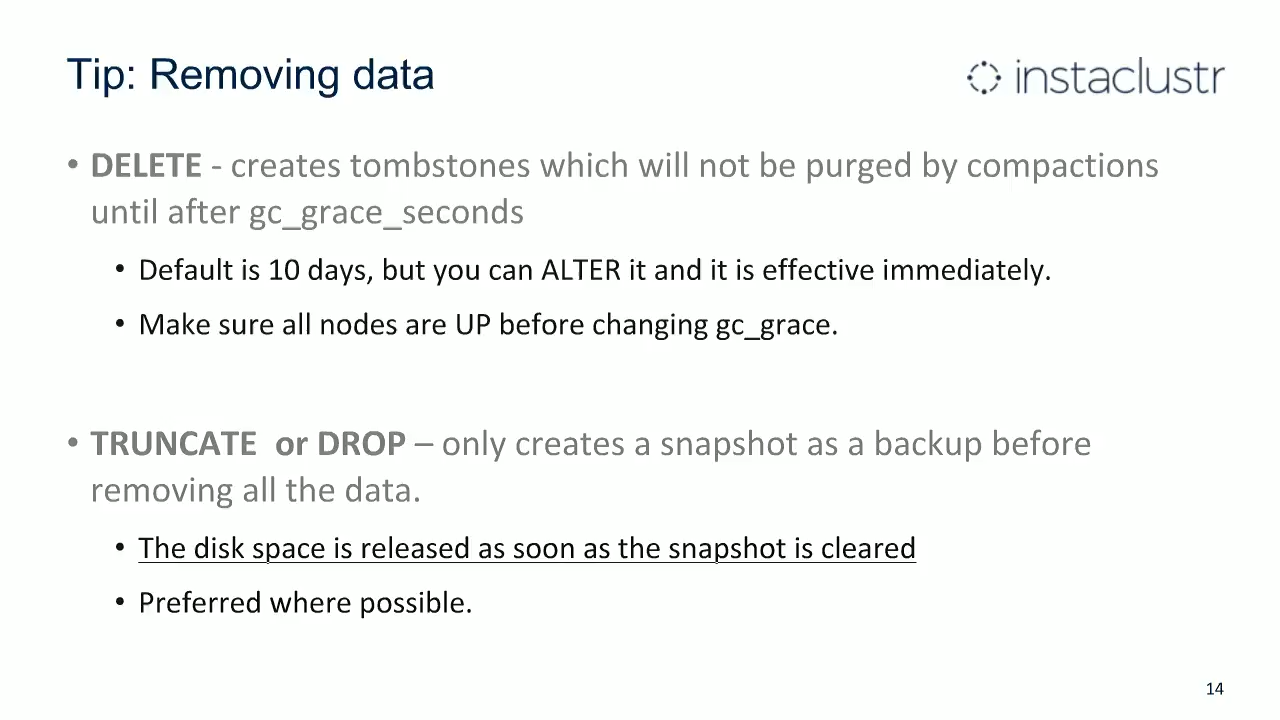 Tip: Removing data
instaclustr
• DELETE - creates tombstones which will not be purged by compactions
until after gc_grace_seconds
• Default is 10 days, but you can ALTER it and it is effective immediately.
• Make sure all nodes are UP before changing gc_grace.
• TRUNCATE or DROP – only creates a snapshot as a backup before
removing all the data.
• The disk space is released as soon as the snapshot is cleared
• Preferred where possible.
14